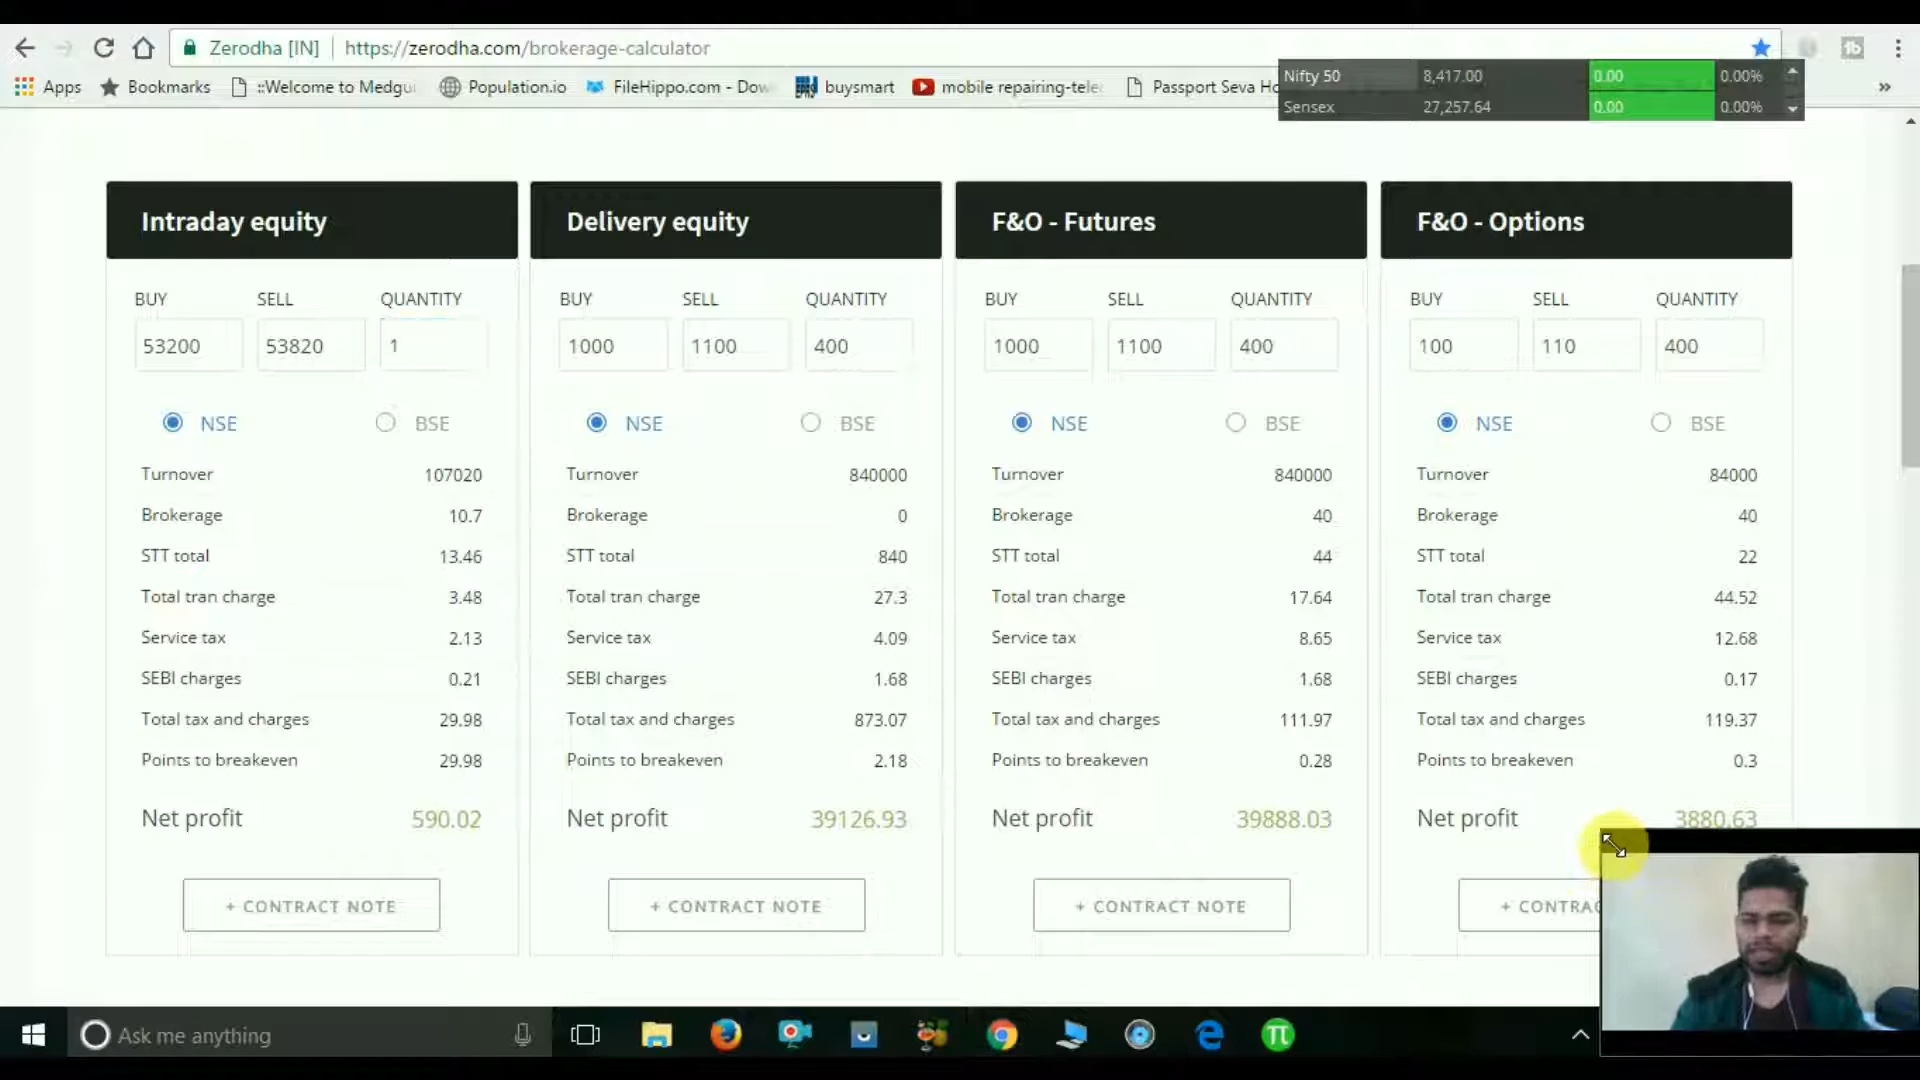 Zerodha [IN] https://zerodha.com/brokerage-calculator
Apps Bookmarks ::Welcome to Medgu Population.io FileHippo.com - Dow buysmart mobile repairing-tele Passport Seva Ho »
Nifty 50 8,417.00 0.00 0.00%
Sensex 27,257.64 0.00 0.00%
Intraday equity
BUY SELL QUANTITY
53200 53820 1
NSE BSE
Turnover 107020
Brokerage 10.7
STT total 13.46
Total tran charge 3.48
Service tax 2.13
SEBI charges 0.21
Total tax and charges 29.98
Points to breakeven 29.98
Net profit 590.02
+ CONTRACT NOTE
Delivery equity
BUY SELL QUANTITY
1000 1100 400
NSE BSE
Turnover 840000
Brokerage 0
STT total 840
Total tran charge 27.3
Service tax 4.09
SEBI charges 1.68
Total tax and charges 873.07
Points to breakeven 2.18
Net profit 39126.93
+ CONTRACT NOTE
F&O - Futures
BUY SELL QUANTITY
1000 1100 400
NSE BSE
Turnover 840000
Brokerage 40
STT total 44
Total tran charge 17.64
Service tax 8.65
SEBI charges 1.68
Total tax and charges 111.97
Points to breakeven 0.28
Net profit 39888.03
+ CONTRACT NOTE
F&O - Options
BUY SELL QUANTITY
100 110 400
NSE BSE
Turnover 84000
Brokerage 40
STT total 22
Total tran charge 44.52
Service tax 12.68
SEBI charges 0.17
Total tax and charges 119.37
Points to breakeven 0.3
Net profit 3880.63
+ CONTRAC
Ask me anything